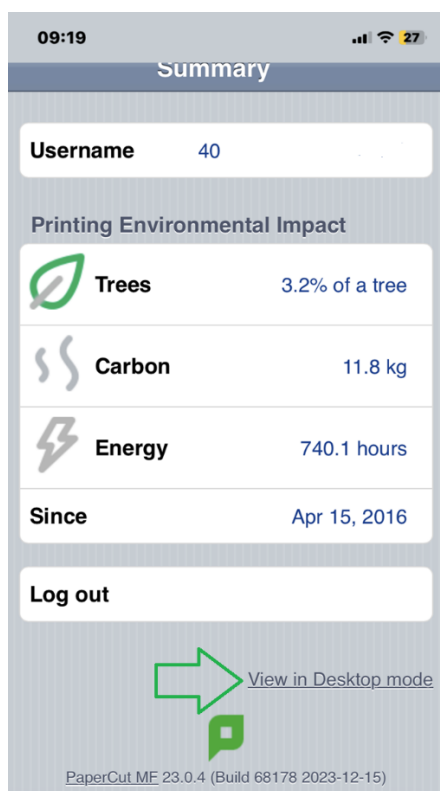 09:19 27
Summary
Username 40
Printing Environmental Impact
Trees 3.2% of a tree
Carbon 11.8 kg
Energy 740.1 hours
Since Apr 15, 2016
Log out
View in Desktop mode
PaperCut MF 23.0.4 (Build 68178 2023-12-15)